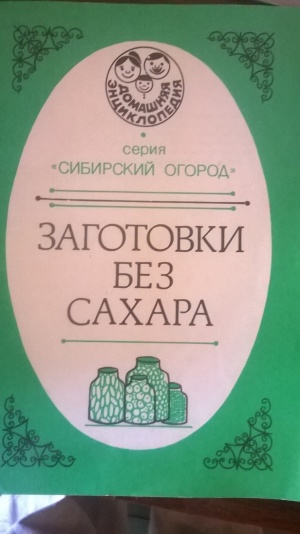 ДОМАШНЯЯ
ЭНЦИКЛОПЕДИЯ
серия
«СИБИРСКИЙ ОГОРОД»
ЗАГОТОВКИ
БЕЗ
САХАРА